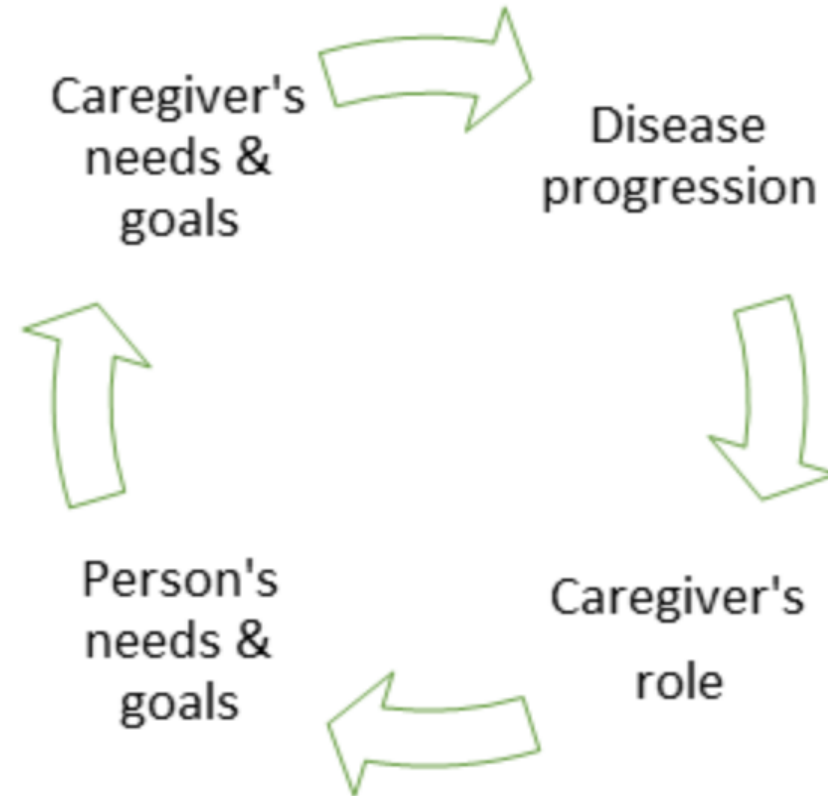 Caregiver's
needs &
goals
Disease
progression
Caregiver's
role
Person's
needs &
goals